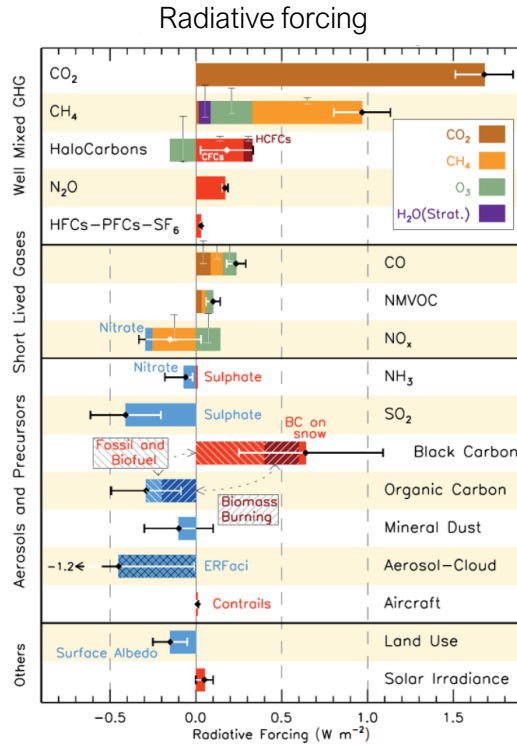 Radiative forcing
Well Mixed GHG
CO₂
CH₄
HaloCarbons
HCFCs
CFCs
N₂O
HFCs–PFCs–SF₆
CO₂
CH₄
O₃
H₂O(Strat.)
Short Lived Gases
CO
NMVOC
Nitrate
NOₓ
Aerosols and Precursors
Nitrate
Sulphate
NH₃
Sulphate
SO₂
BC on
snow
Black Carbon
Fossil and
Biofuel
Organic Carbon
Biomass
Burning
Mineral Dust
-1.2
ERFaci
Aerosol-Cloud
Contrails
Aircraft
Others
Land Use
Surface Albedo
Solar Irradiance
-0.5 0.0 0.5 1.0 1.5
Radiative Forcing (W m⁻²)